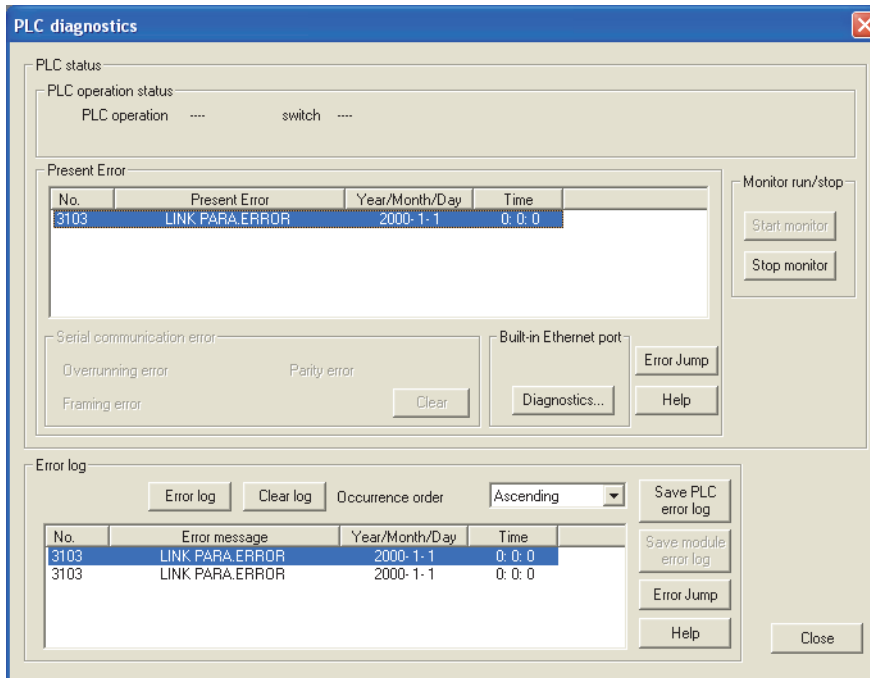 PLC diagnostics
PLC status
PLC operation status
PLC operation ---- switch ----
Present Error
No. Present Error Year/Month/Day Time
3103 LINK PARA.ERROR 2000- 1- 1 0: 0: 0
Monitor run/stop
Start monitor
Stop monitor
Serial communication error
Overrunning error Parity error
Framing error Clear
Built-in Ethernet port
Diagnostics...
Error Jump
Help
Error log
Error log Clear log Occurrence order Ascending
No. Error message Year/Month/Day Time
3103 LINK PARA.ERROR 2000- 1- 1 0: 0: 0
3103 LINK PARA.ERROR 2000- 1- 1 0: 0: 0
Save PLC
error log
Save module
error log
Error Jump
Help
Close